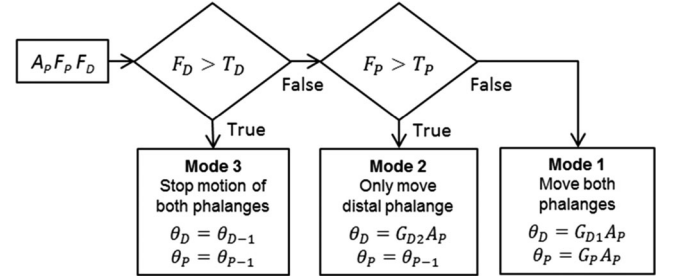 A_P F_P F_D
F_D > T_D
False
F_P > T_P
False
True
True
Mode 3
Stop motion of
both phalanges
θ_D = θ_{D−1}
θ_P = θ_{P−1}
Mode 2
Only move
distal phalange
θ_D = G_{D2}A_P
θ_P = θ_{P−1}
Mode 1
Move both
phalanges
θ_D = G_{D1}A_P
θ_P = G_P A_P